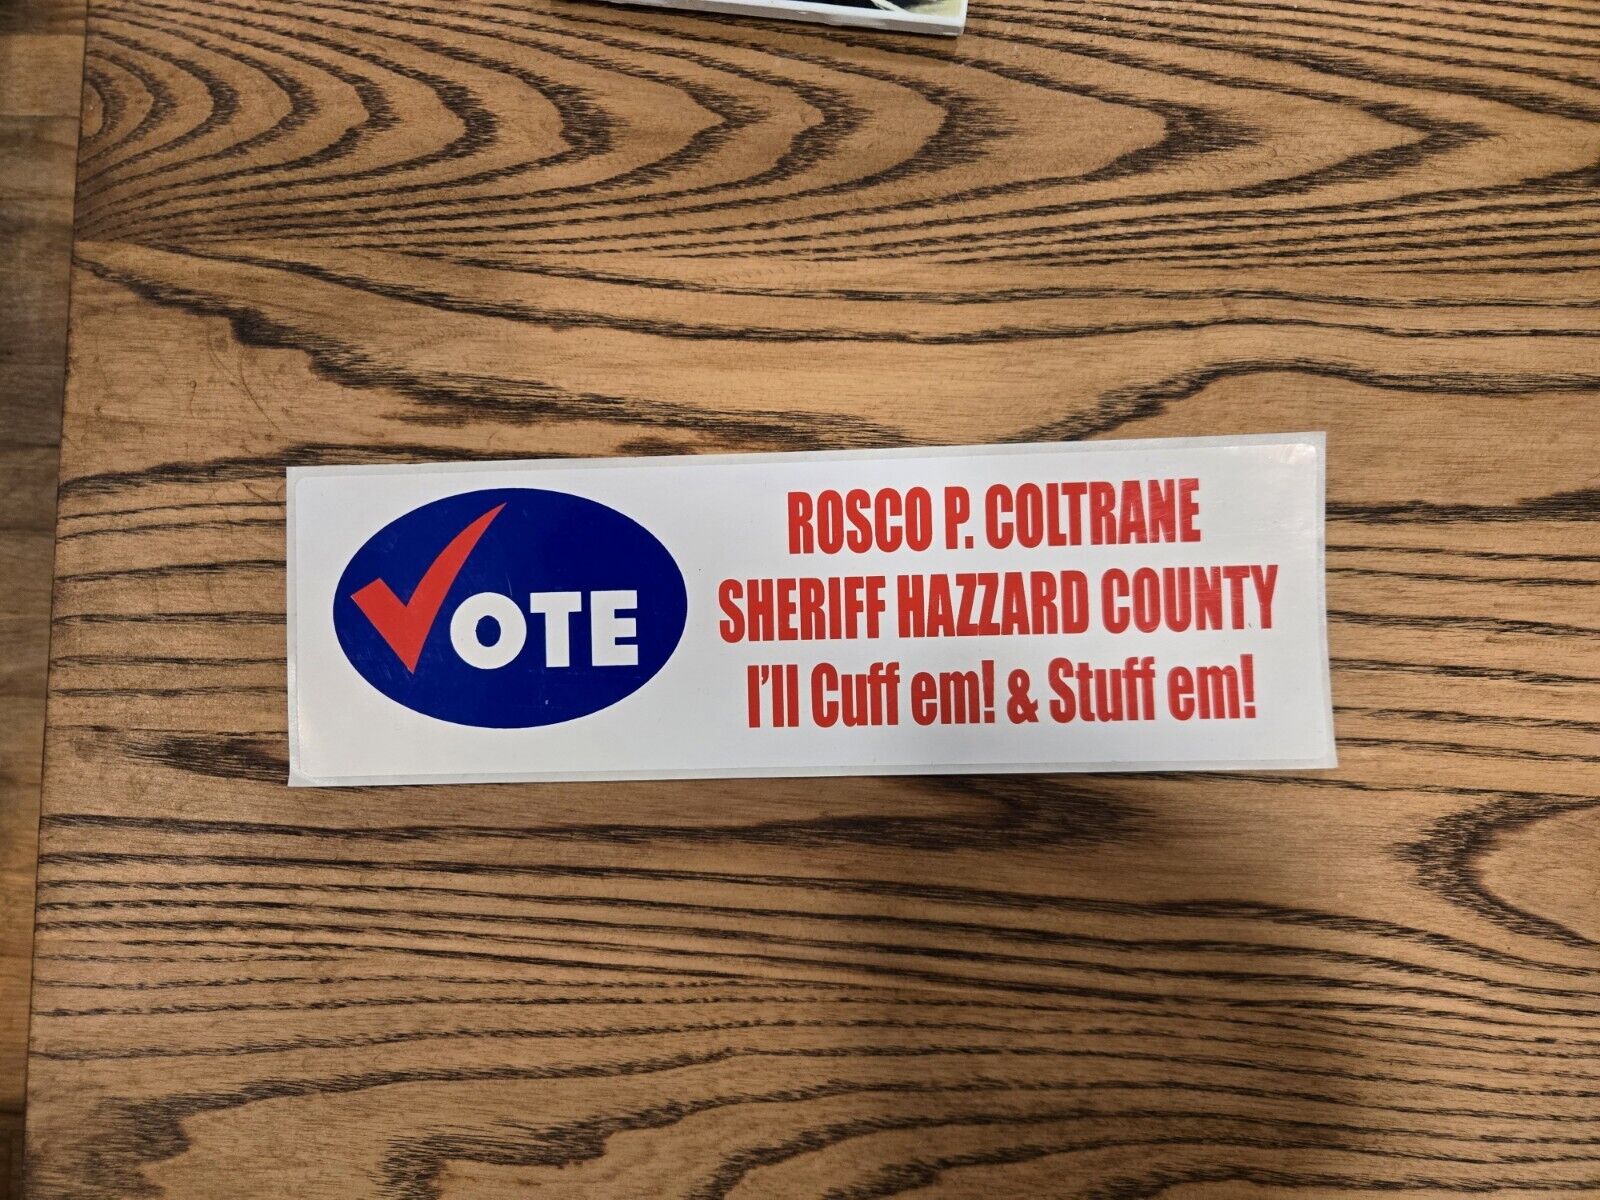 VOTE
ROSCO P. COLTRANE
SHERIFF HAZZARD COUNTY
I'll Cuff em! & Stuff em!